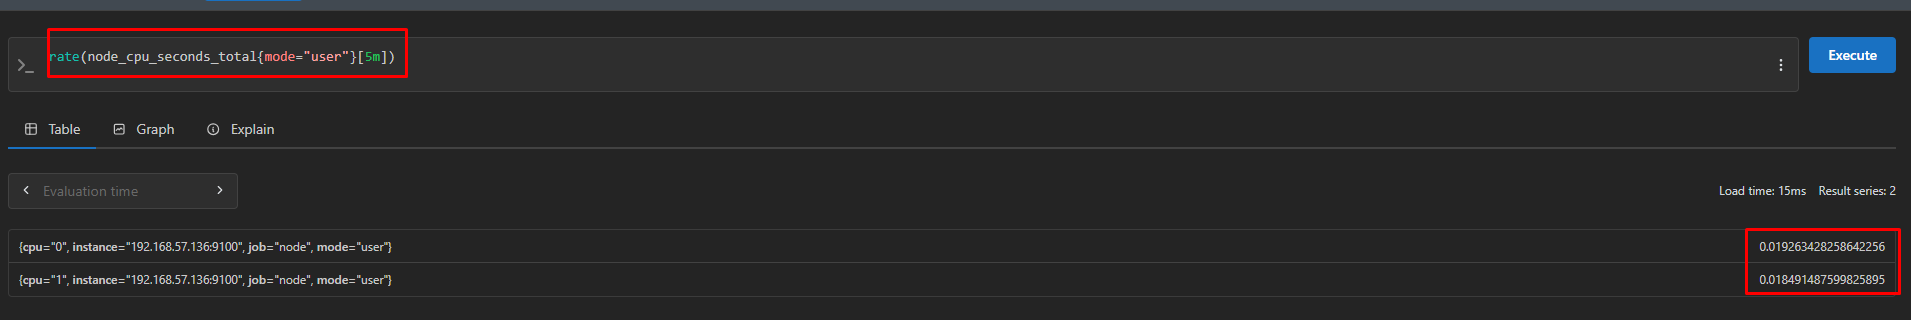 >_ rate(node_cpu_seconds_total{mode="user"}[5m])
Execute
Table Graph Explain
Evaluation time
Load time: 15ms Result series: 2
{cpu="0", instance="192.168.57.136:9100", job="node", mode="user"} 0.019263428258642256
{cpu="1", instance="192.168.57.136:9100", job="node", mode="user"} 0.018491487599825895